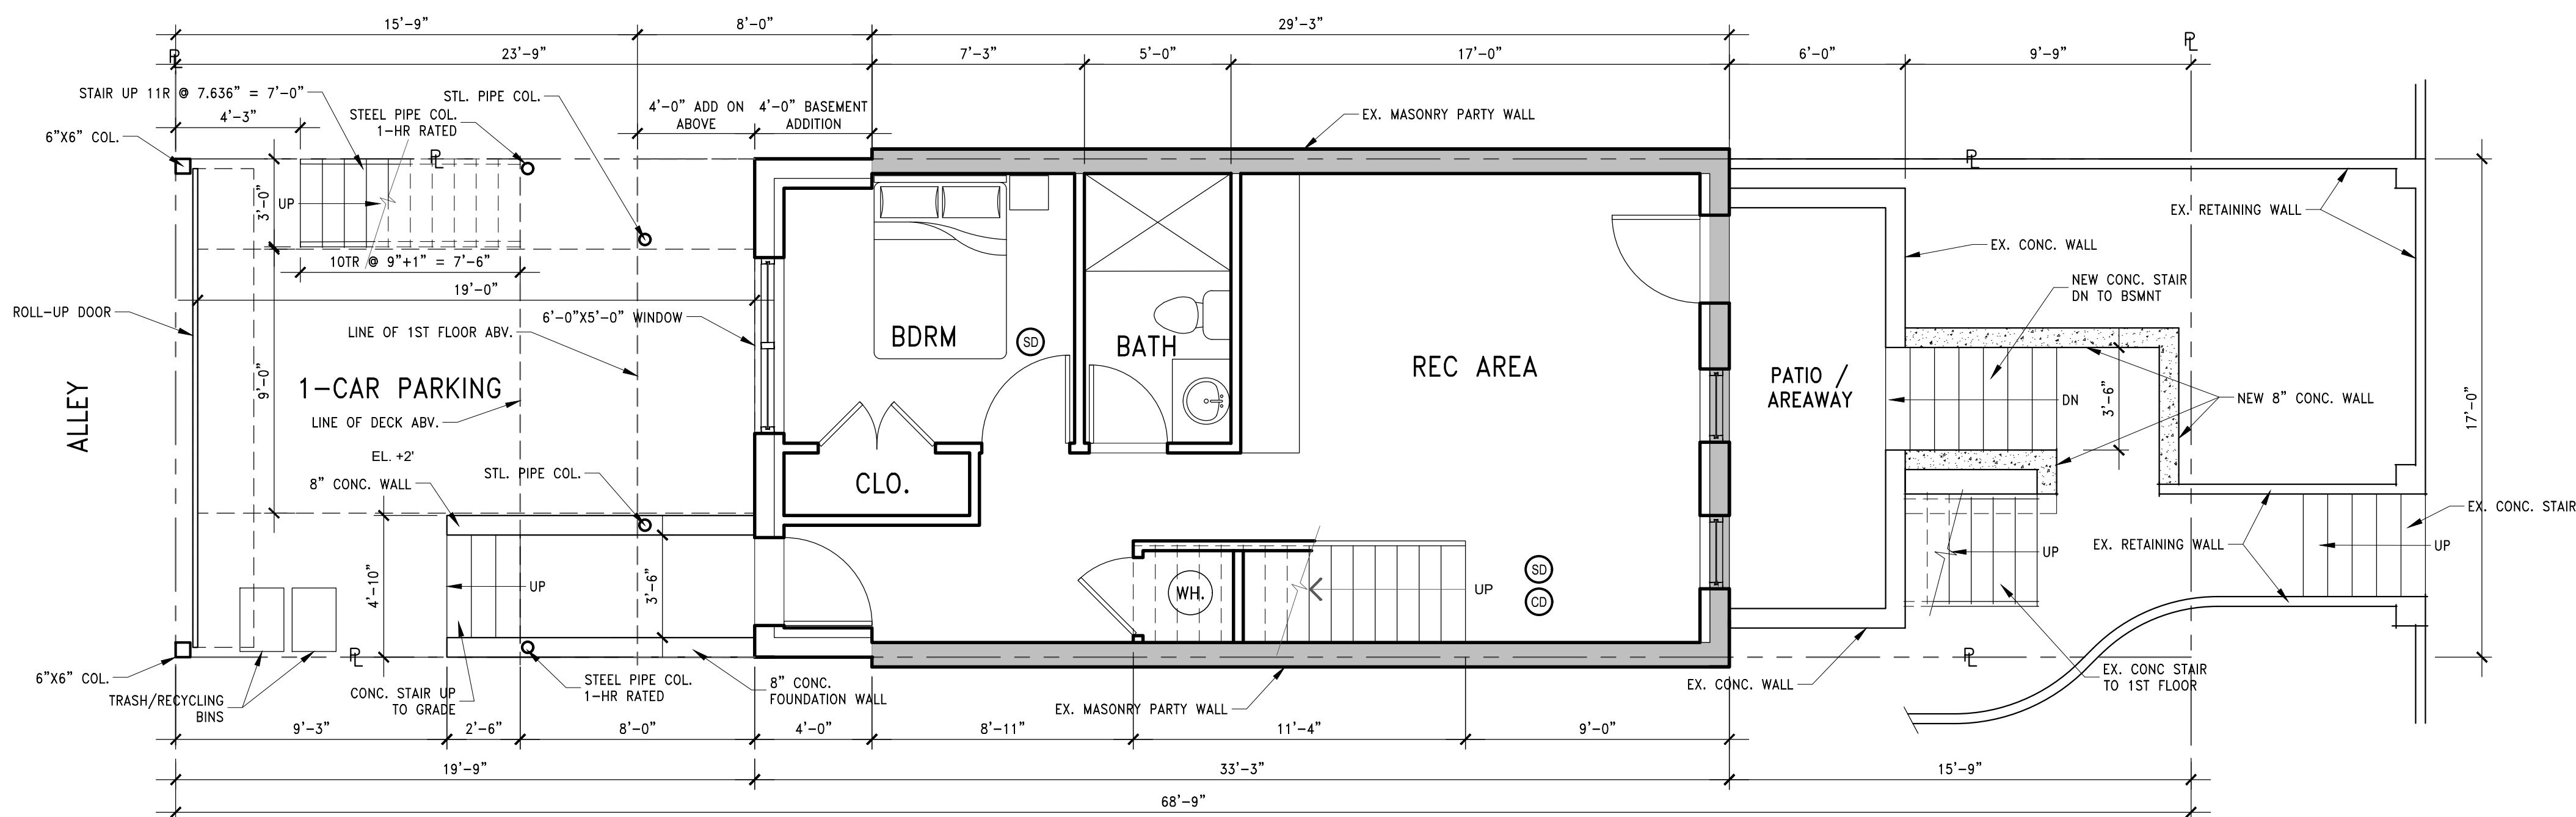 15'-9"
8'-0"
29'-3"
23'-9"
7'-3"
5'-0"
17'-0"
6'-0"
9'-9"
PL
PL
STAIR UP 11R @ 7.636" = 7'-0"
STL. PIPE COL.
4'-0" ADD ON
ABOVE
4'-0" BASEMENT
ADDITION
4'-3"
STEEL PIPE COL.
1-HR RATED
EX. MASONRY PARTY WALL
6"X6" COL.
PL
PL
3'-0"
UP
EX. RETAINING WALL
EX. CONC. WALL
10TR @ 9"+1" = 7'-6"
19'-0"
NEW CONC. STAIR
DN TO BSMNT
ROLL-UP DOOR
6'-0"X5'-0" WINDOW
LINE OF 1ST FLOOR ABV.
BDRM
SD
BATH
REC AREA
PATIO /
AREAWAY
1-CAR PARKING
9'-0"
ALLEY
DN
3'-6"
NEW 8" CONC. WALL
17'-0"
LINE OF DECK ABV.
EL. +2'
8" CONC. WALL
STL. PIPE COL.
CLO.
EX. CONC. STAIR
EX. RETAINING WALL
UP
UP
4'-10"
UP
3'-6"
WH.
UP
SD
CD
PL
PL
6"X6" COL.
TRASH/RECYCLING
BINS
CONC. STAIR UP
TO GRADE
STEEL PIPE COL.
1-HR RATED
8" CONC.
FOUNDATION WALL
EX. MASONRY PARTY WALL
EX. CONC. WALL
EX. CONC STAIR
TO 1ST FLOOR
9'-3"
2'-6"
8'-0"
4'-0"
8'-11"
11'-4"
9'-0"
19'-9"
33'-3"
15'-9"
68'-9"